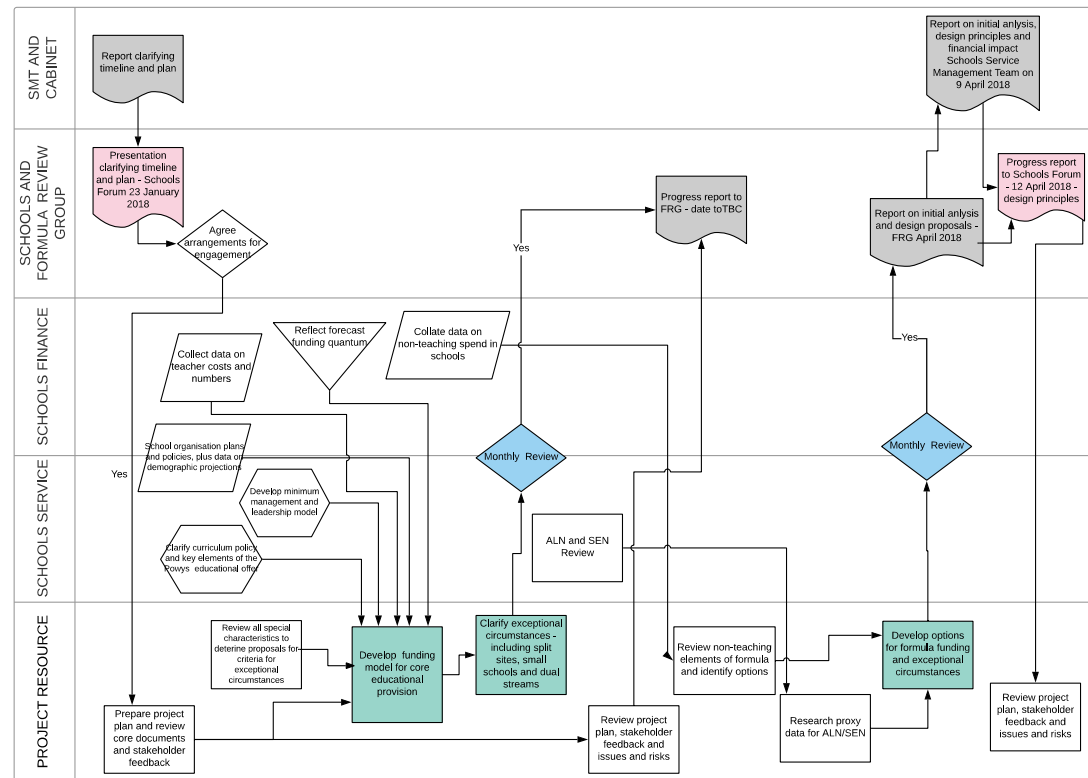 SMT AND
CABINET
Report clarifying
timeline and plan
Report on initial anlysis,
design principles and
financial impact
Schools Service
Management Team on
9 April 2018
SCHOOLS AND
FORMULA REVIEW
GROUP
Presentation
clarifying timeline
and plan - Schools
Forum 23 January
2018
Agree
arrangements for
engagement
Yes
Progress report to
FRG - date toTBC
Report on initial anlysis
and design proposals -
FRG April 2018
Progress report
to Schools Forum
- 12 April 2018 -
design principles
SCHOOLS FINANCE
Collect data on
teacher costs and
numbers
Reflect forecast
funding quantum
Collate data on
non-teaching spend in
schools
Yes
Monthly Review
Monthly Review
SCHOOLS SERVICE
School organisation plans
and policies, plus data on
demographic projections
Yes
Develop minimum
management and
leadership model
Clarify curriculum policy
and key elements of the
Powys educational offer
ALN and SEN
Review
PROJECT RESOURCE
Review all special
characteristics to
deterine proposals for
criteria for
exceptional
circumstances
Develop funding
model for core
educational
provision
Clarify exceptional
circumstances -
including split
sites, small
schools and dual
streams
Review non-teaching
elements of formula
and identify options
Develop options
for formula funding
and exceptional
circumstances
Prepare project
plan and review
core documents
and stakeholder
feedback
Review project
plan, stakeholder
feedback and
issues and risks
Research proxy
data for ALN/SEN
Review project
plan, stakeholder
feedback and
issues and risks